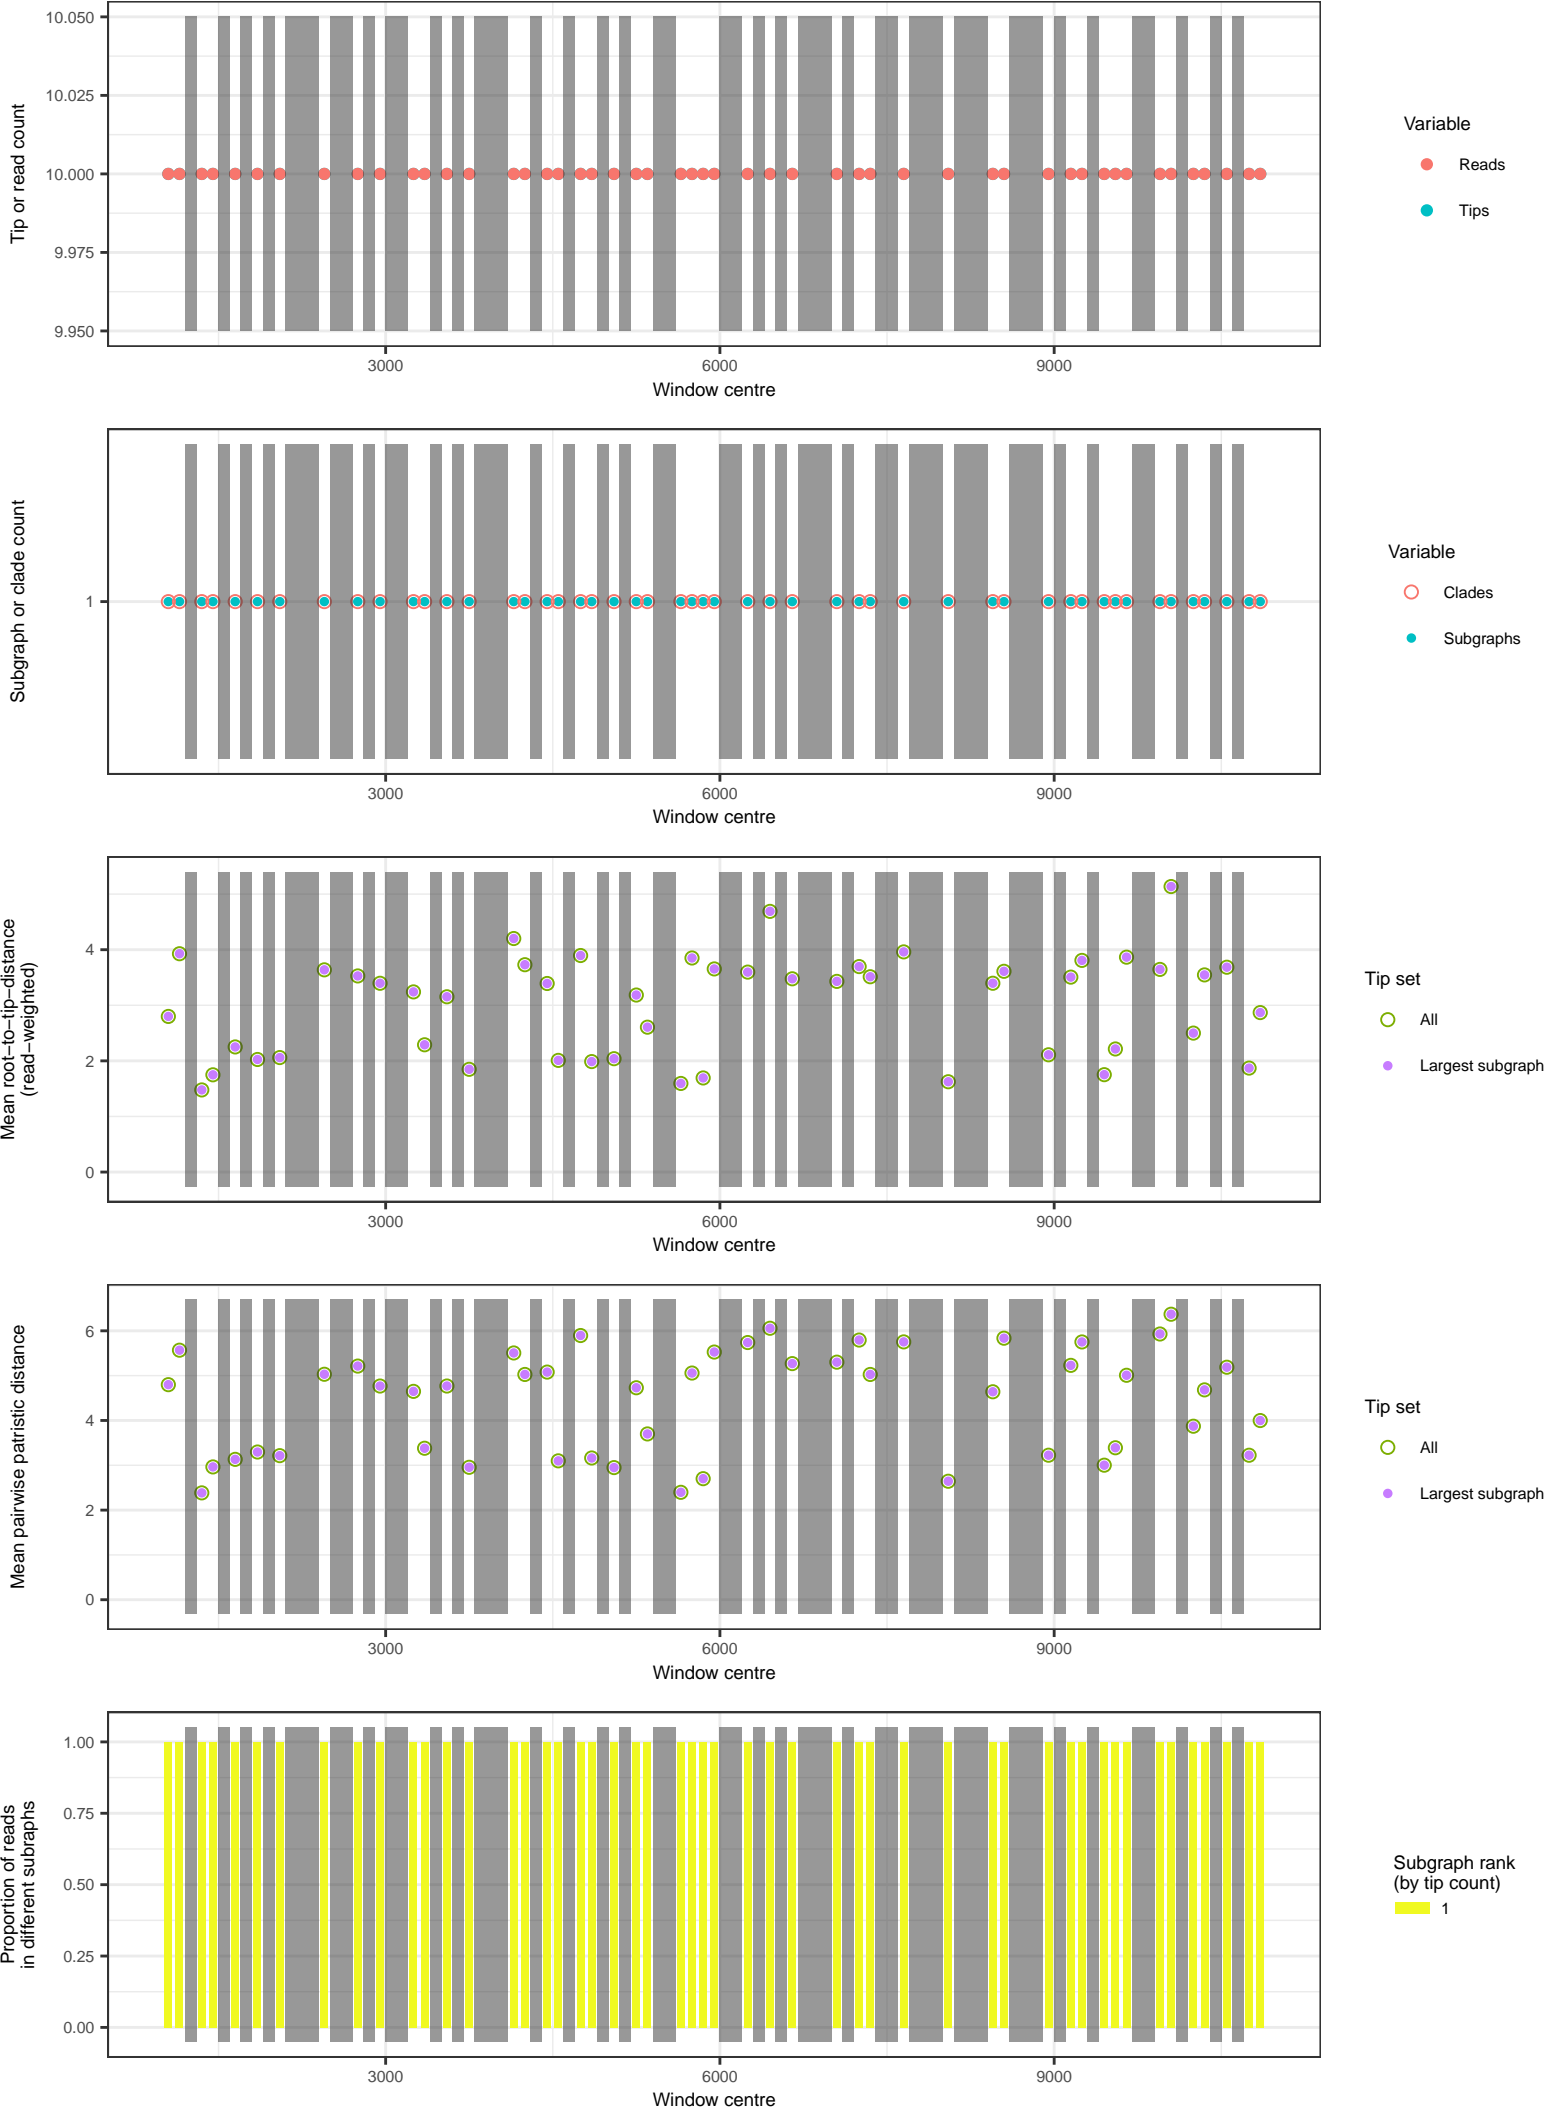 10.050
10.025
10.000
9.975
9.950
Tip or read count
3000
6000
9000
Window centre
Variable
Reads
Tips
1
Subgraph or clade count
3000
6000
9000
Window centre
Variable
Clades
Subgraphs
4
2
0
Mean root−to−tip−distance
(read−weighted)
3000
6000
9000
Window centre
Tip set
All
Largest subgraph
6
4
2
0
Mean pairwise patristic distance
3000
6000
9000
Window centre
Tip set
All
Largest subgraph
1.00
0.75
0.50
0.25
0.00
Proportion of reads
in different subraphs
3000
6000
9000
Window centre
Subgraph rank
(by tip count)
1